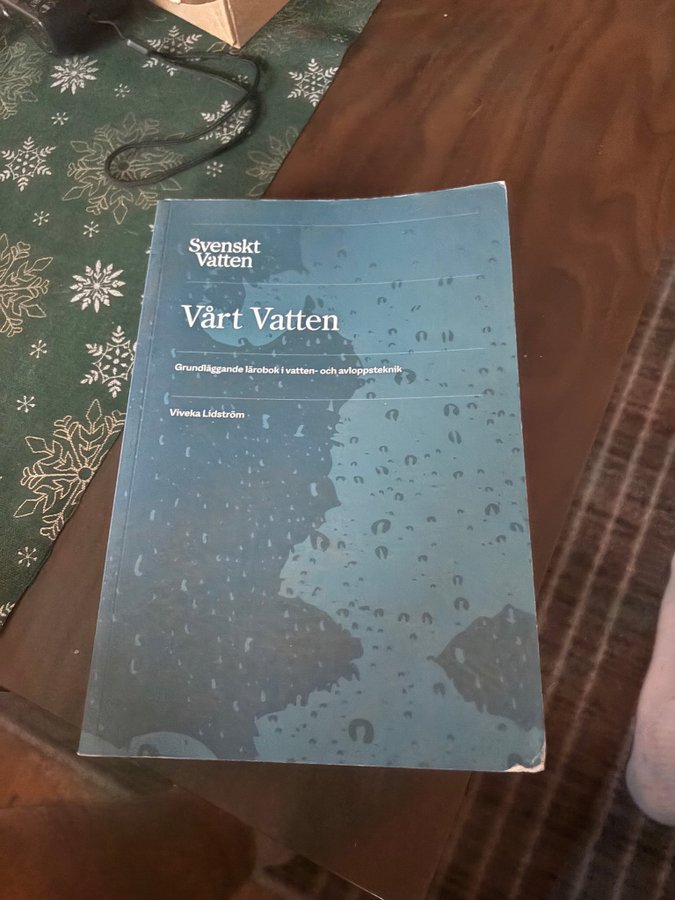 Svenskt
Vatten
Vårt Vatten
Grundläggande lärobok i vatten- och avloppsteknik
Viveka Lidström